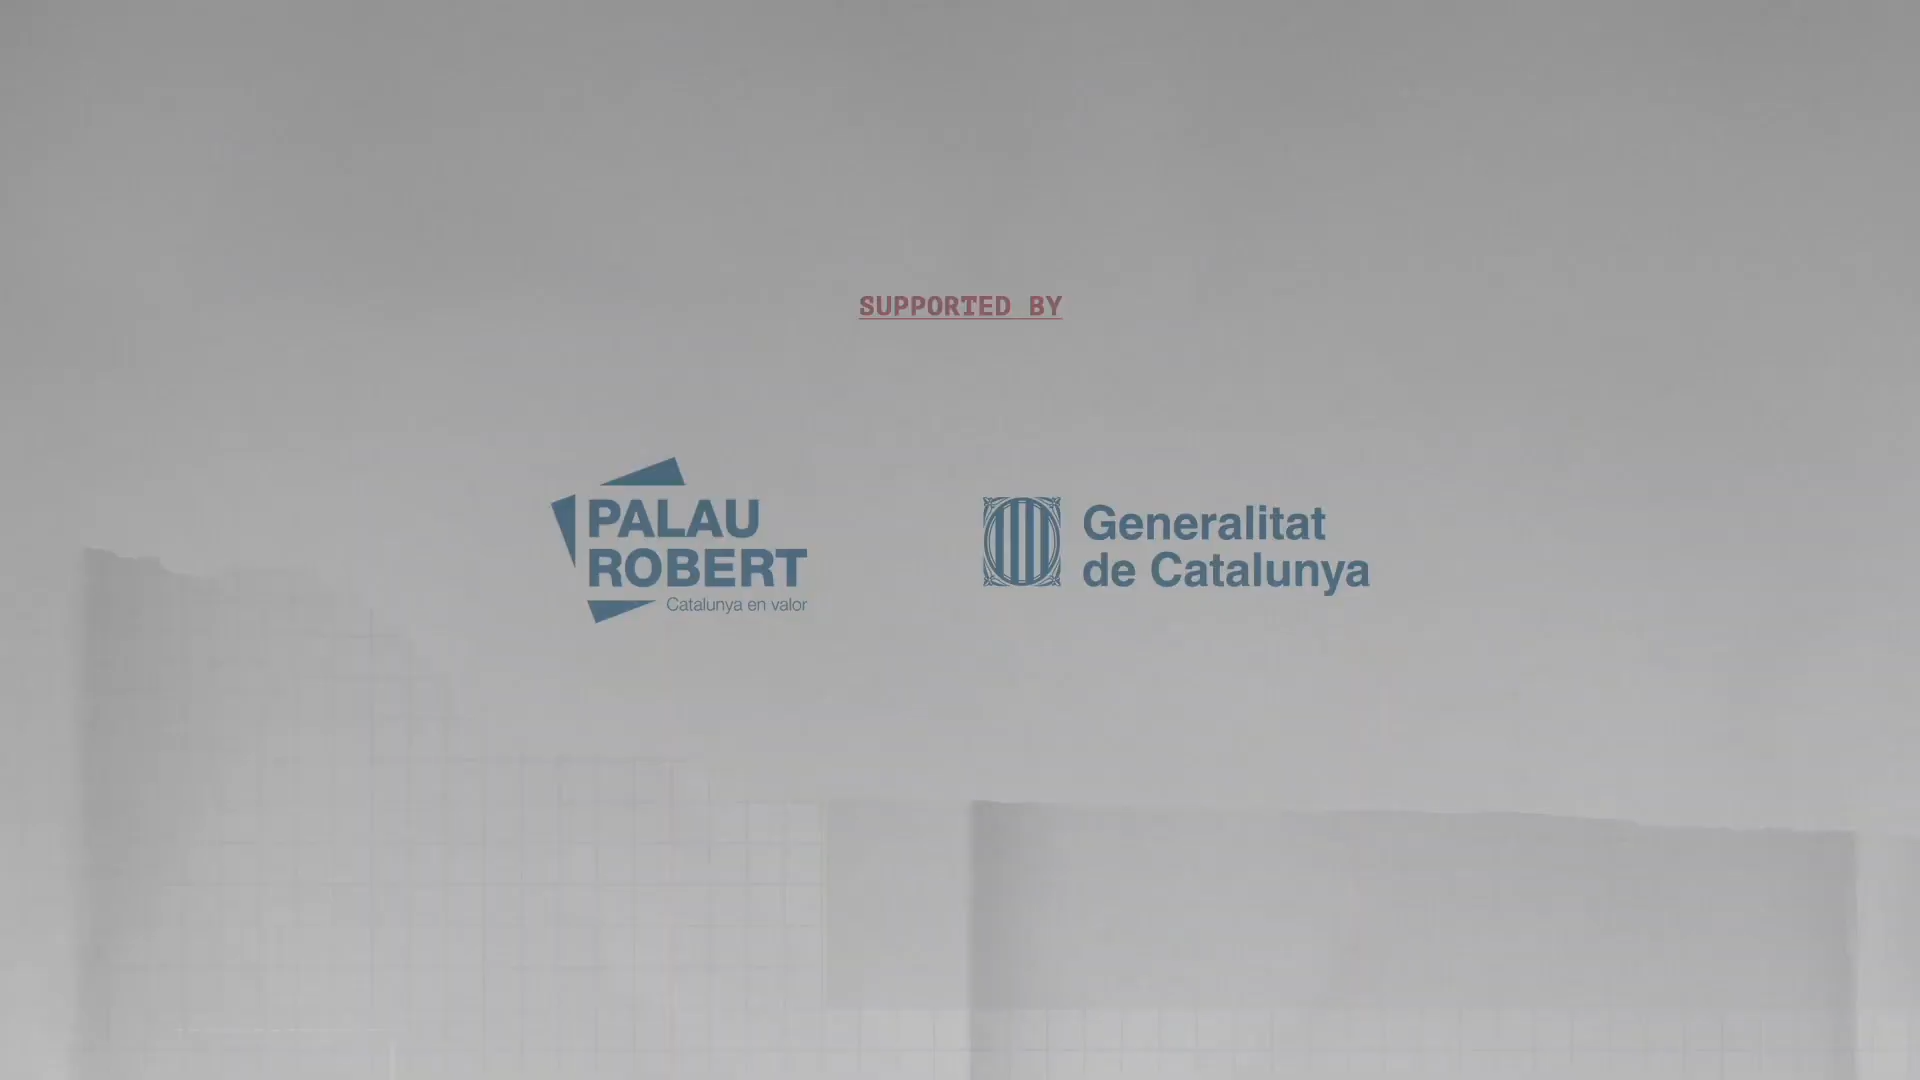 SUPPORTED BY
PALAU
ROBERT
Catalunya en valor
Generalitat
de Catalunya